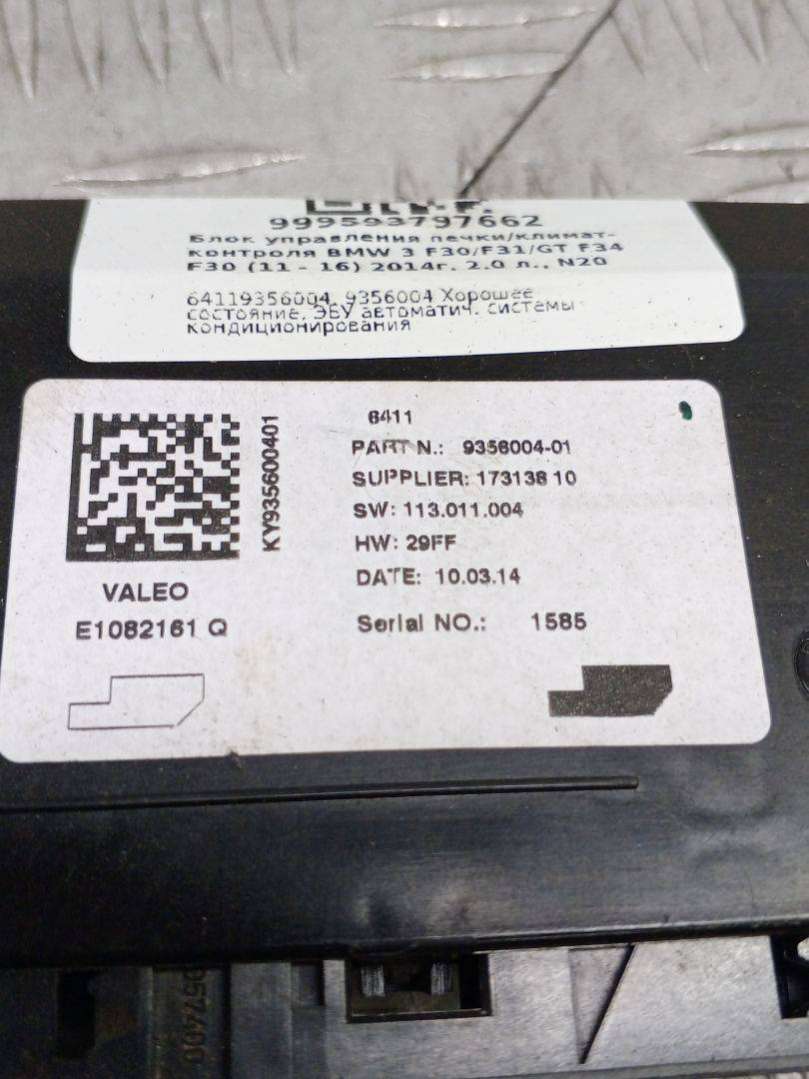 999593797662
Блок управления печки/климат-
контроля BMW 3 F30/F31/GT F34
F30 (11 - 16) 2014г. 2.0 л., N20
64119356004, 9356004 Хорошее
состояние, ЭБУ автоматич. системы
кондиционирования
6411
PART N.: 9356004-01
SUPPLIER: 173138 10
SW: 113.011.004
HW: 29FF
DATE: 10.03.14
Serial NO.: 1585
KY935600401
VALEO
E1082161 Q